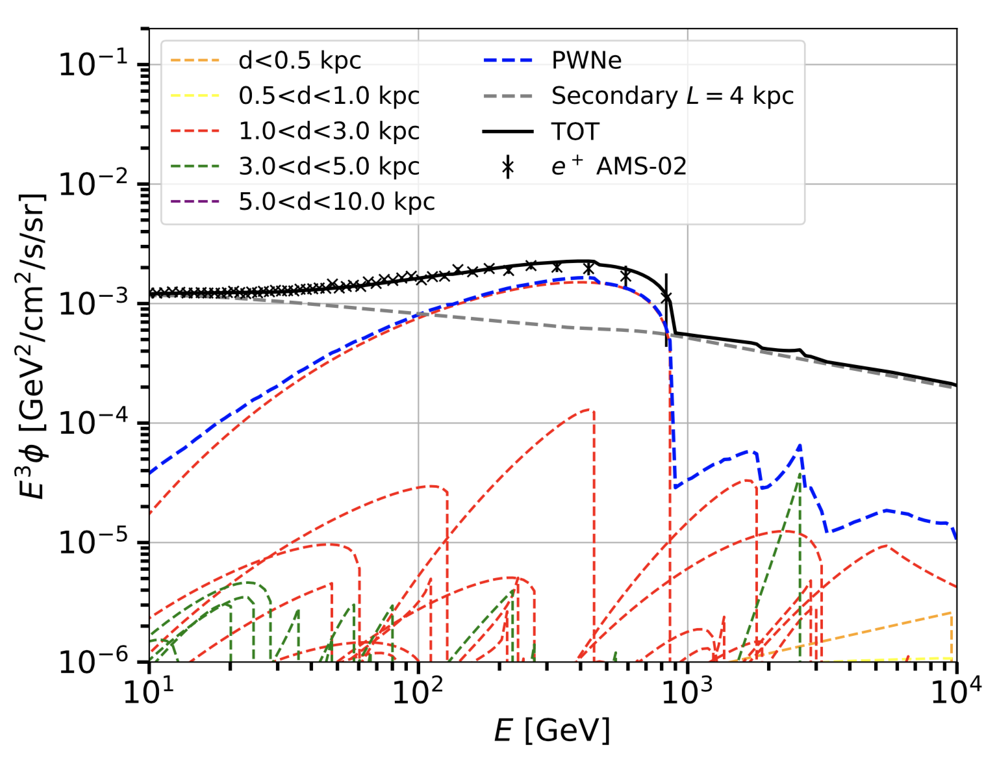 10⁻¹
10⁻²
10⁻³
10⁻⁴
10⁻⁵
10⁻⁶
E³ϕ [GeV²/cm²/s/sr]
d<0.5 kpc
0.5<d<1.0 kpc
1.0<d<3.0 kpc
3.0<d<5.0 kpc
5.0<d<10.0 kpc
PWNe
Secondary L = 4 kpc
TOT
e⁺ AMS-02
10¹ 10² 10³ 10⁴
E [GeV]